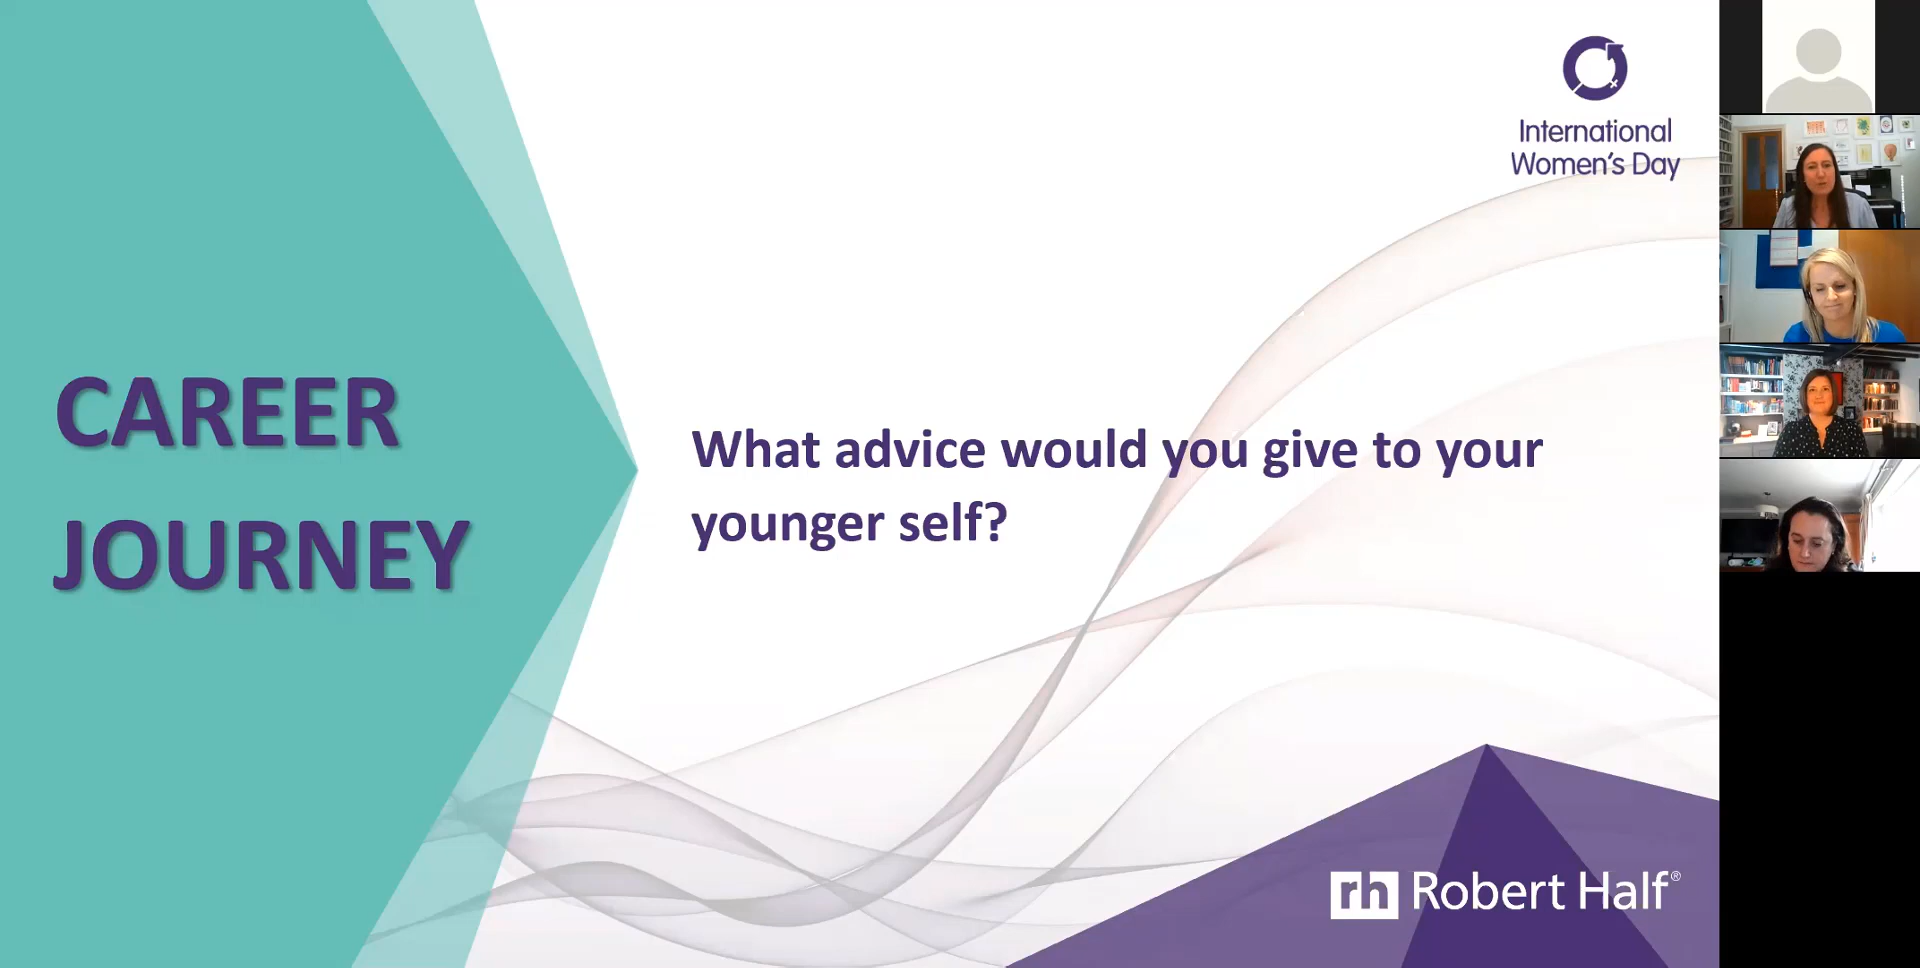 CAREER
JOURNEY
International
Women's Day
What advice would you give to your
younger self?
rh Robert Half®